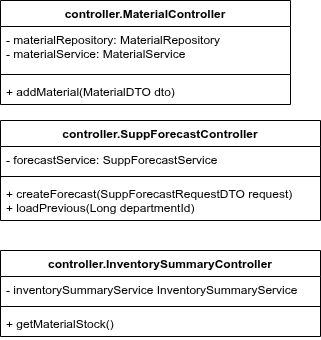 controller.MaterialController
- materialRepository: MaterialRepository
- materialService: MaterialService
+ addMaterial(MaterialDTO dto)
controller.SuppForecastController
- forecastService: SuppForecastService
+ createForecast(SuppForecastRequestDTO request)
+ loadPrevious(Long departmentId)
controller.InventorySummaryController
- inventorySummaryService InventorySummaryService
+ getMaterialStock()